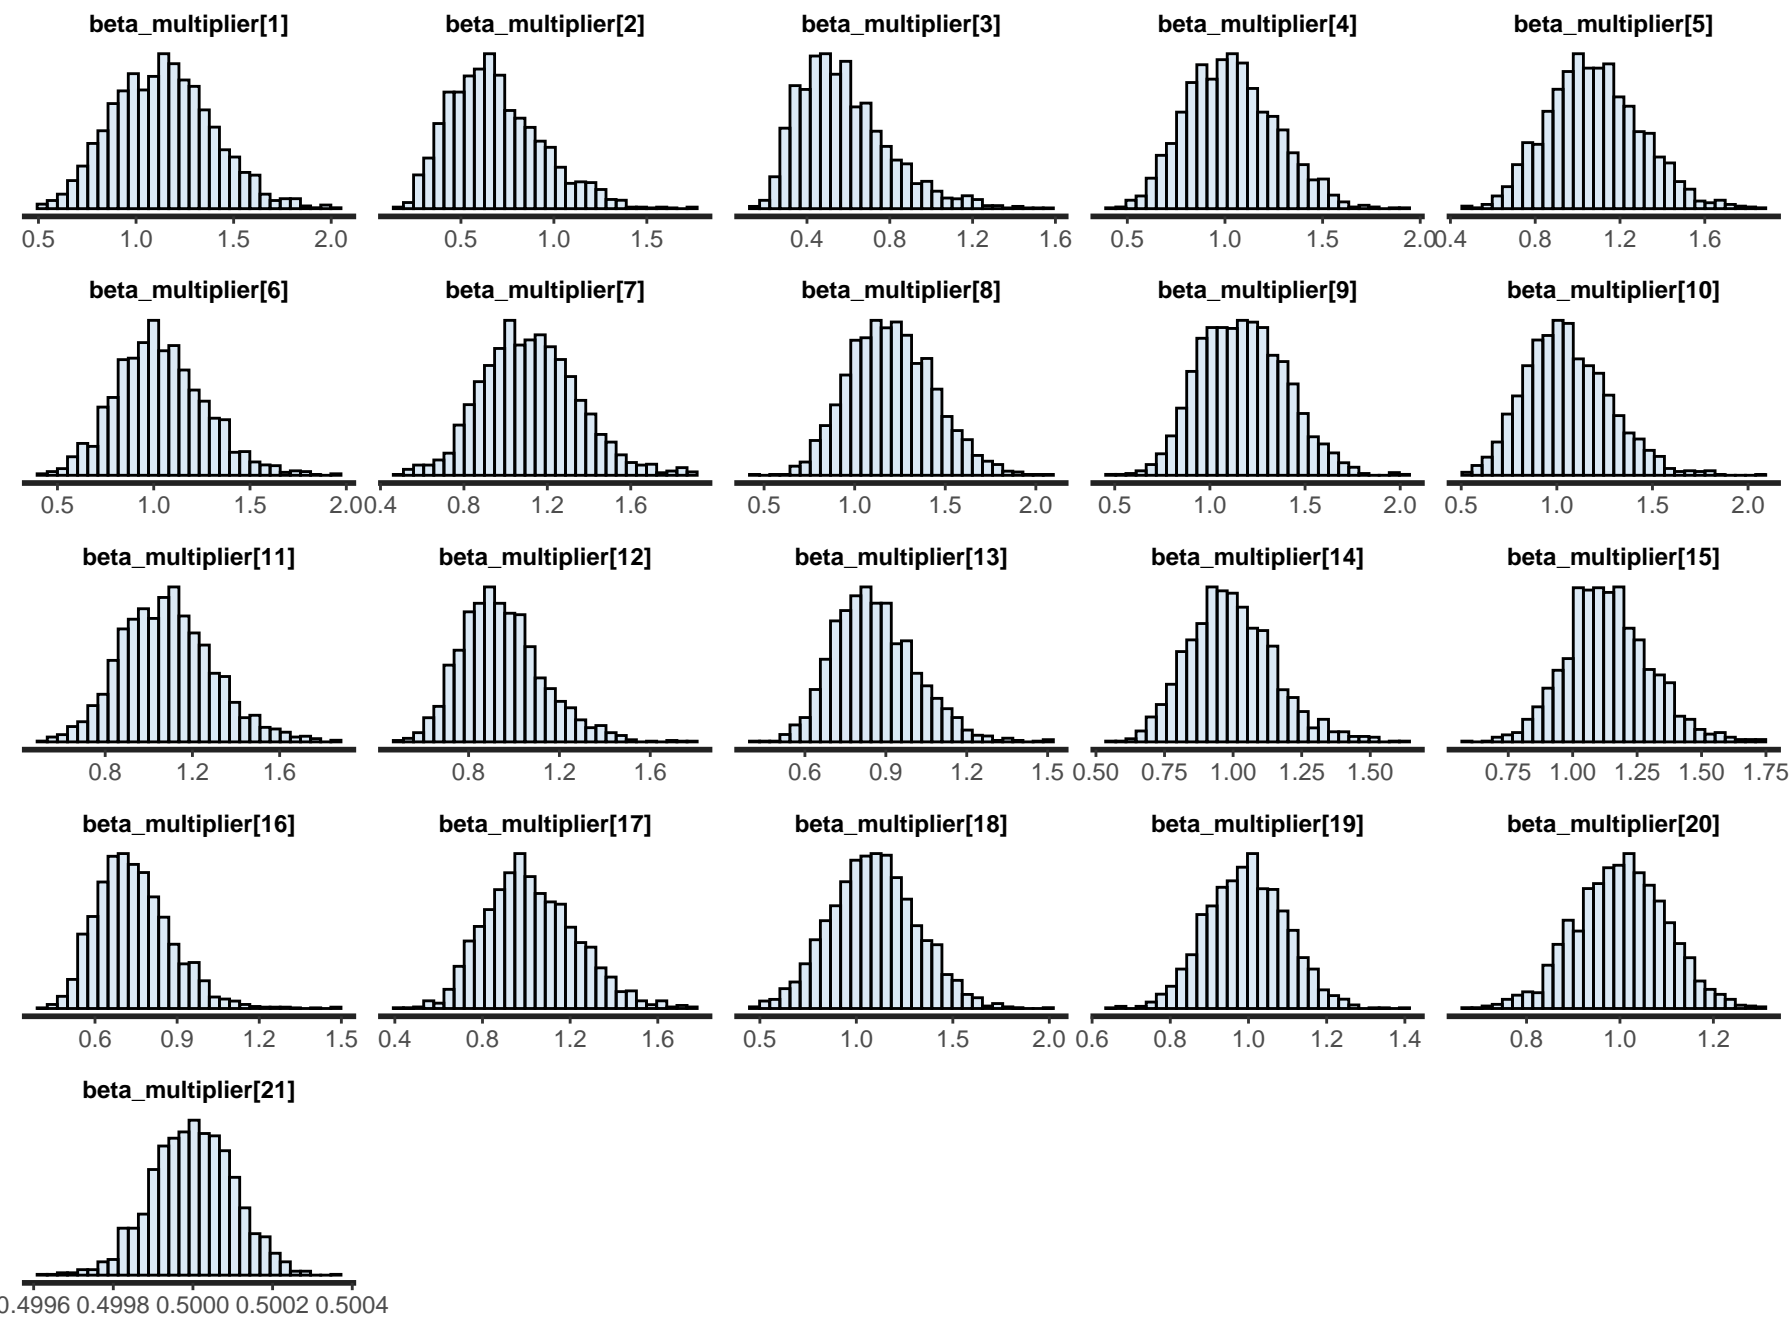 beta_multiplier[1] beta_multiplier[2] beta_multiplier[3] beta_multiplier[4] beta_multiplier[5]
0.5 1.0 1.5 2.0 0.5 1.0 1.5 0.4 0.8 1.2 1.6 0.5 1.0 1.5 2.0 0.4 0.8 1.2 1.6
beta_multiplier[6] beta_multiplier[7] beta_multiplier[8] beta_multiplier[9] beta_multiplier[10]
0.5 1.0 1.5 2.0 0.4 0.8 1.2 1.6 0.5 1.0 1.5 2.0 0.5 1.0 1.5 2.0 0.5 1.0 1.5 2.0
beta_multiplier[11] beta_multiplier[12] beta_multiplier[13] beta_multiplier[14] beta_multiplier[15]
0.8 1.2 1.6 0.8 1.2 1.6 0.6 0.9 1.2 1.5 0.50 0.75 1.00 1.25 1.50 0.75 1.00 1.25 1.50 1.75
beta_multiplier[16] beta_multiplier[17] beta_multiplier[18] beta_multiplier[19] beta_multiplier[20]
0.6 0.9 1.2 1.5 0.4 0.8 1.2 1.6 0.5 1.0 1.5 2.0 0.6 0.8 1.0 1.2 1.4 0.8 1.0 1.2
beta_multiplier[21]
0.4996 0.4998 0.5000 0.5002 0.5004